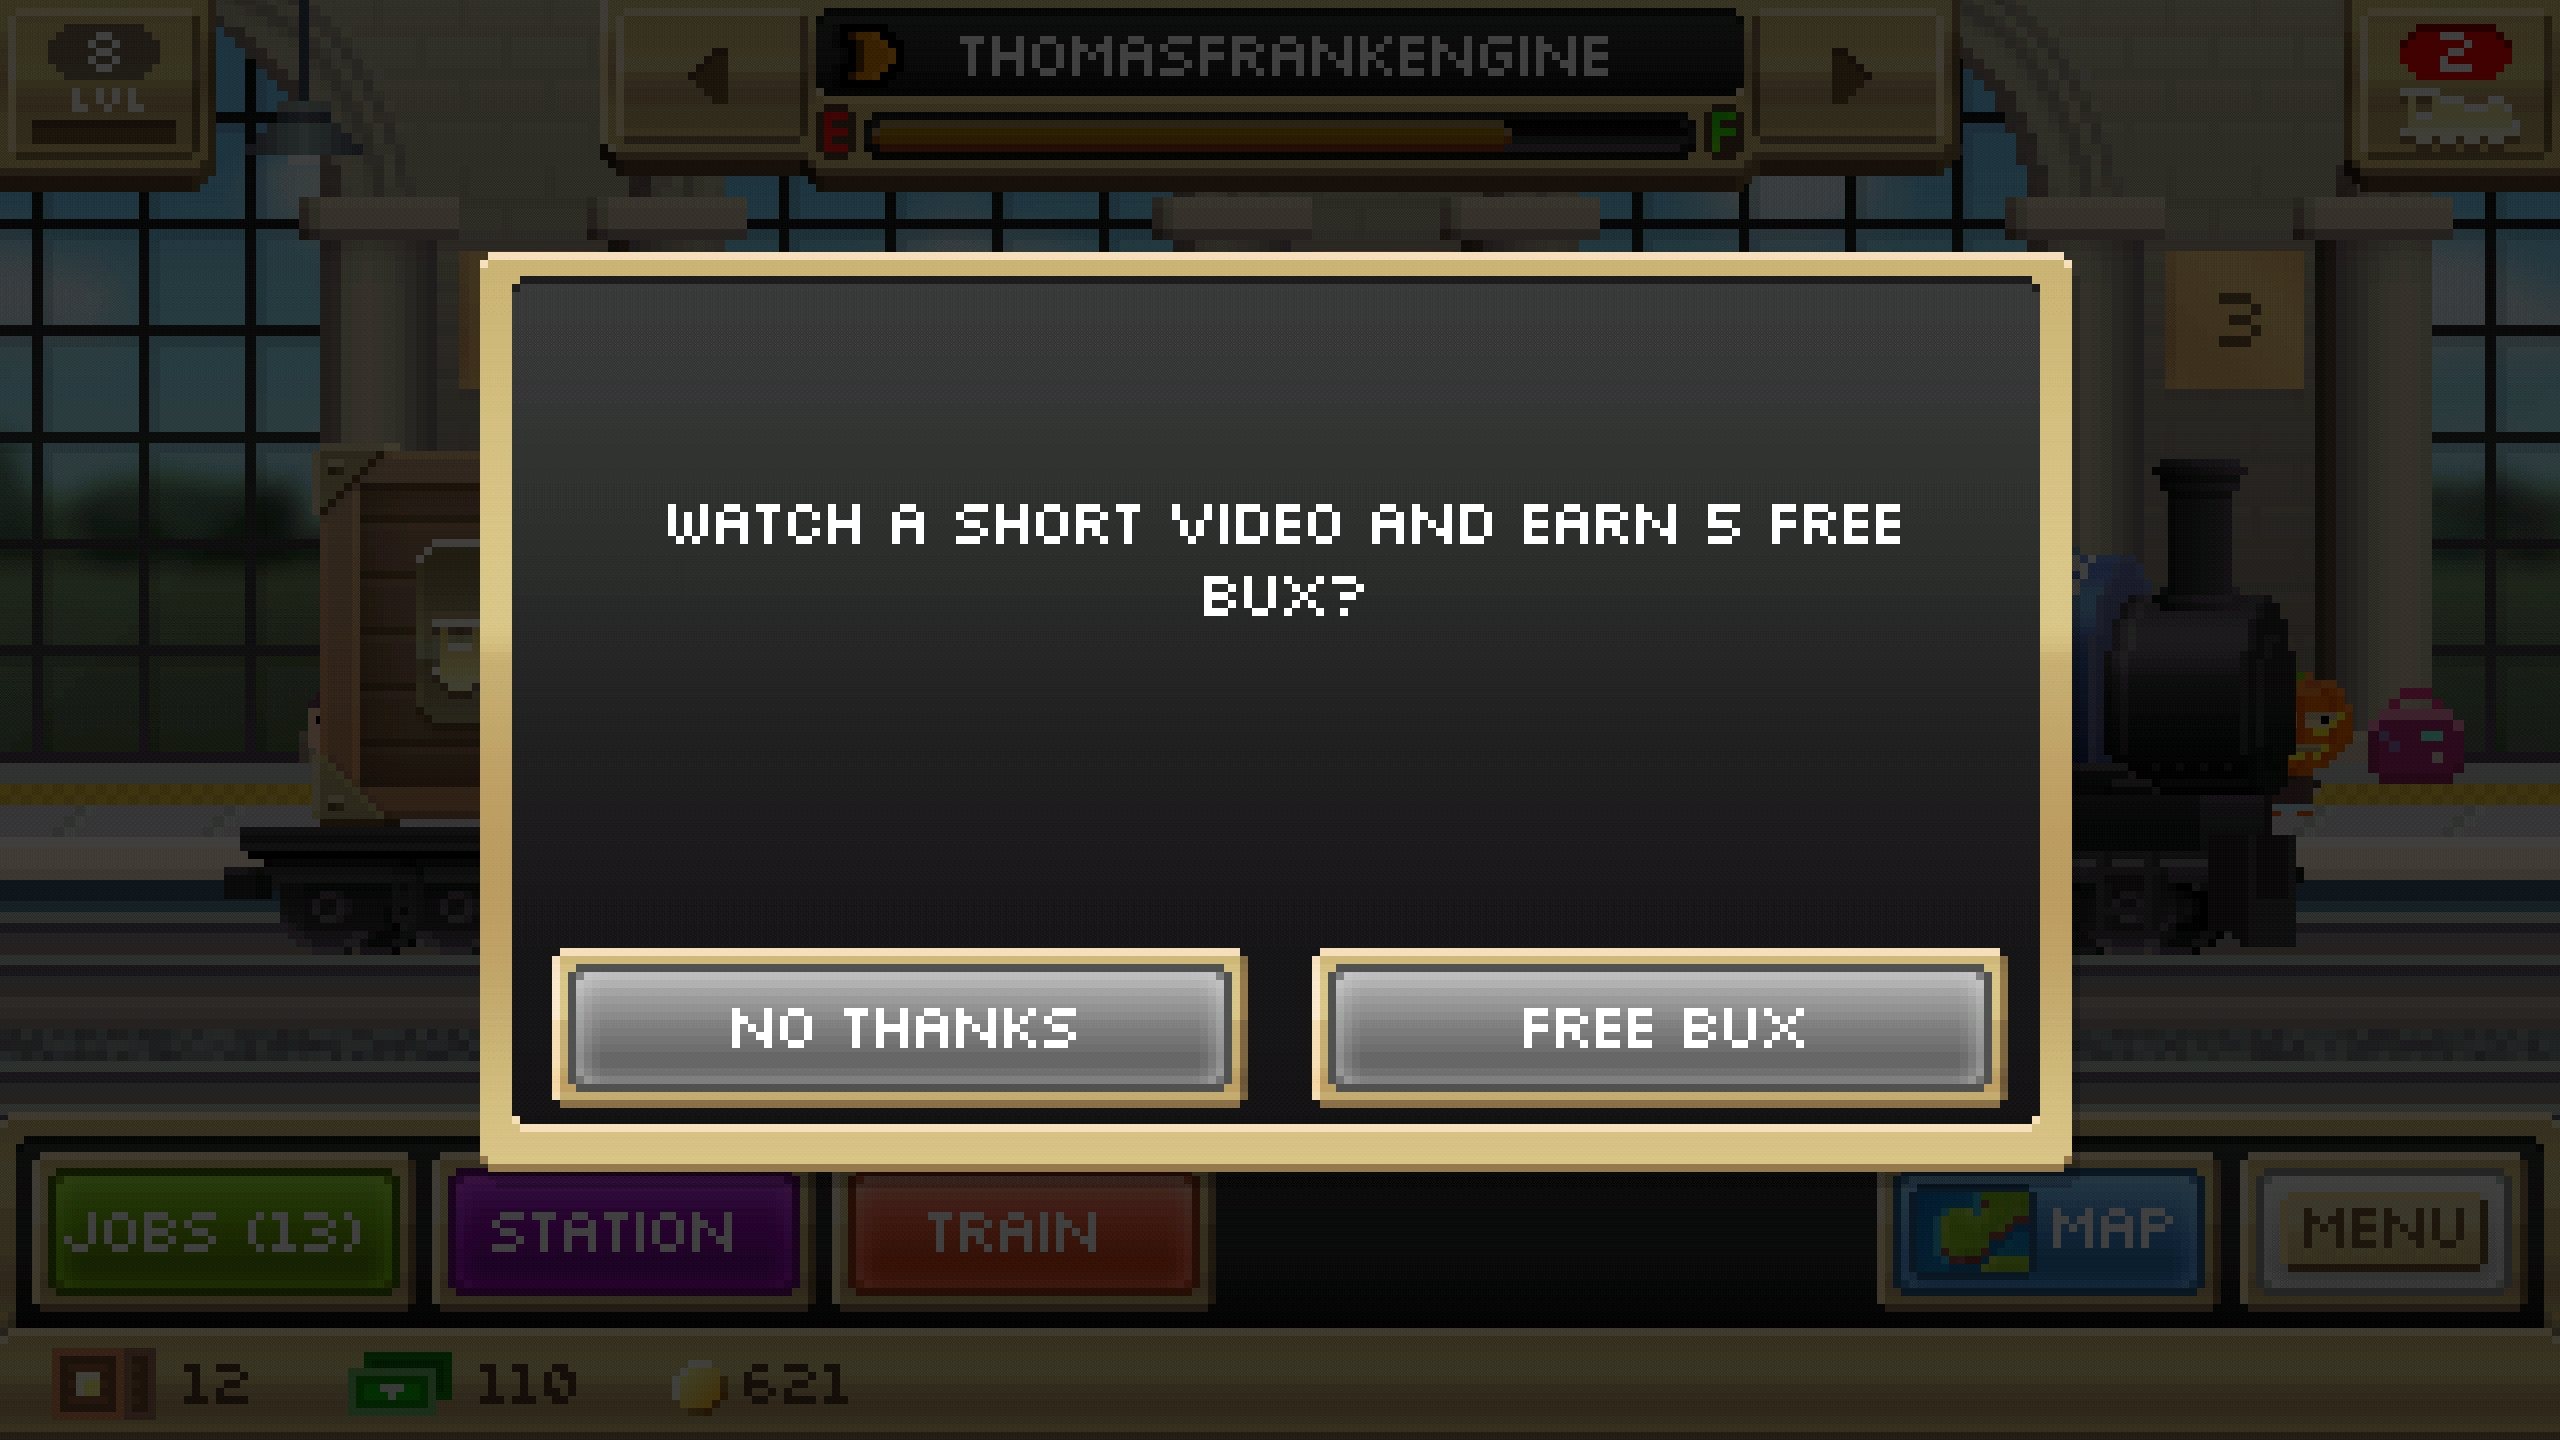 8
LVL
THOMASFRANKENGINE
E F
2
3
WATCH A SHORT VIDEO AND EARN 5 FREE
BUX?
NO THANKS
FREE BUX
JOBS (13)
STATION
TRAIN
MAP
MENU
12
110
621